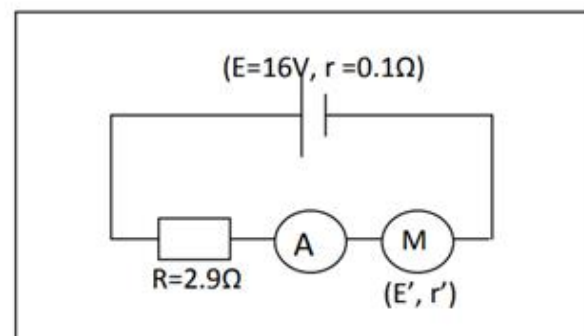 (E=16V, r =0.1Ω)
A
M
R=2.9Ω
(E’, r’)